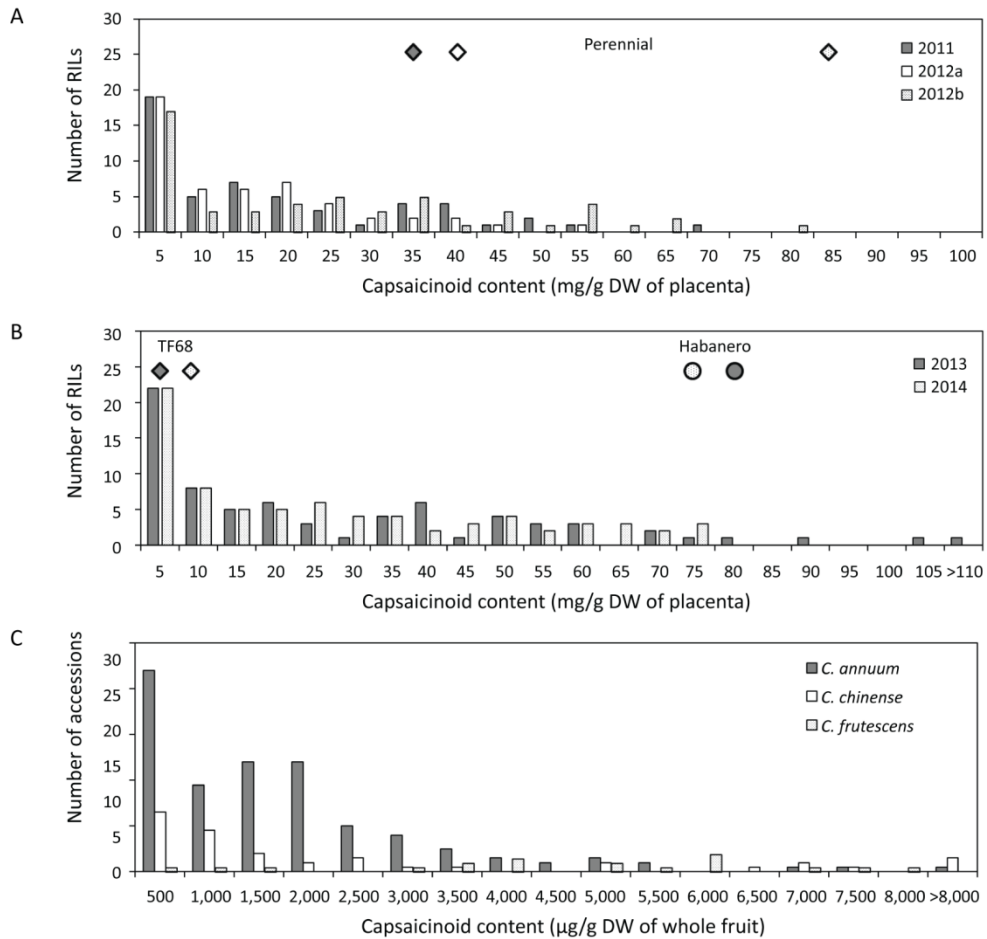 A
Number of RILs
30
25
20
15
10
5
0
Perennial
2011
2012a
2012b
5 10 15 20 25 30 35 40 45 50 55 60 65 70 80 85 90 95 100
Capsaicinoid content (mg/g DW of placenta)
B
Number of RILs
30
25
20
15
10
5
0
TF68
Habanero
2013
2014
5 10 15 20 25 30 35 40 45 50 55 60 65 70 75 80 85 90 95 100 105 >110
Capsaicinoid content (mg/g DW of placenta)
C
Number of accessions
30
25
20
15
10
5
0
C. annuum
C. chinense
C. frutescens
500 1,000 1,500 2,000 2,500 3,000 3,500 4,000 4,500 5,000 5,500 6,000 6,500 7,000 7,500 8,000 >8,000
Capsaicinoid content (μg/g DW of whole fruit)